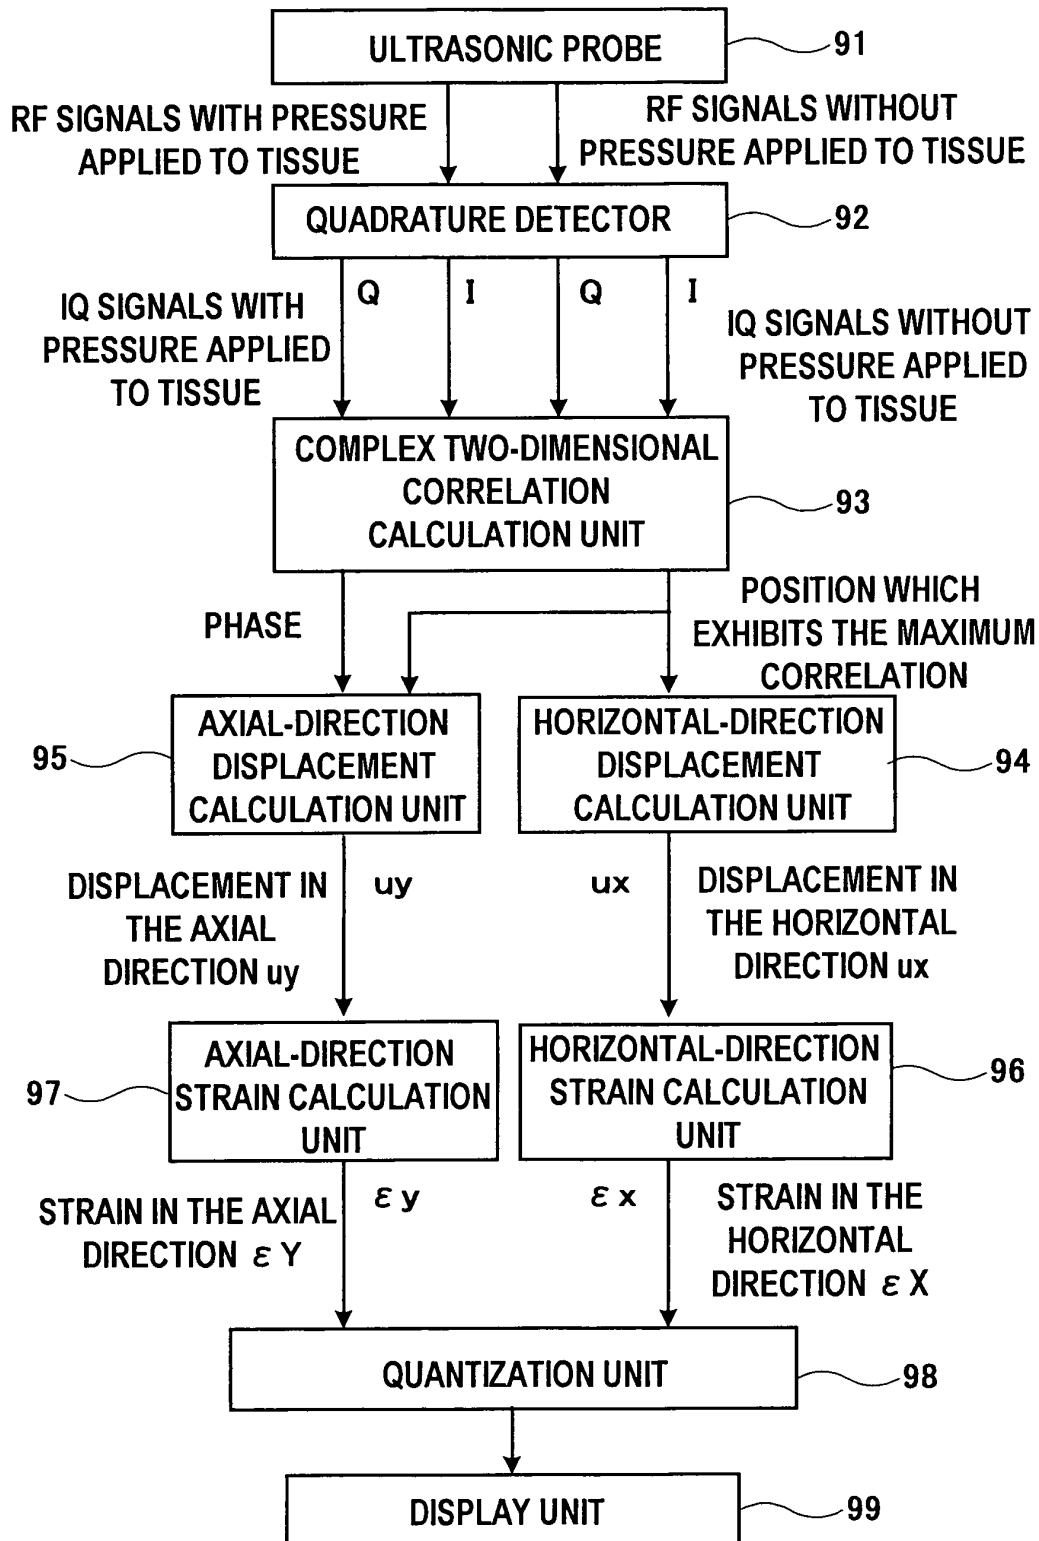 ULTRASONIC PROBE
91
RF SIGNALS WITH PRESSURE
APPLIED TO TISSUE
RF SIGNALS WITHOUT
PRESSURE APPLIED TO TISSUE
QUADRATURE DETECTOR
92
Q
I
Q
I
IQ SIGNALS WITH
PRESSURE APPLIED
TO TISSUE
IQ SIGNALS WITHOUT
PRESSURE APPLIED
TO TISSUE
COMPLEX TWO-DIMENSIONAL
CORRELATION
CALCULATION UNIT
93
PHASE
POSITION WHICH
EXHIBITS THE MAXIMUM
CORRELATION
95
AXIAL-DIRECTION
DISPLACEMENT
CALCULATION UNIT
HORIZONTAL-DIRECTION
DISPLACEMENT
CALCULATION UNIT
94
DISPLACEMENT IN
THE AXIAL
DIRECTION uy
uy
ux
DISPLACEMENT IN
THE HORIZONTAL
DIRECTION ux
97
AXIAL-DIRECTION
STRAIN CALCULATION
UNIT
HORIZONTAL-DIRECTION
STRAIN CALCULATION
UNIT
96
STRAIN IN THE AXIAL
DIRECTION ε Y
ε y
ε x
STRAIN IN THE
HORIZONTAL
DIRECTION ε X
QUANTIZATION UNIT
98
DISPLAY UNIT
99